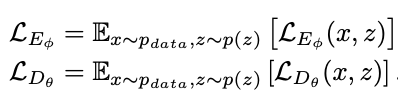 $\mathcal{L}_{E_\phi} = \mathbb{E}_{x \sim p_{data}, z \sim p(z)} \left[ \mathcal{L}_{E_\phi}(x, z) \right]$
$\mathcal{L}_{D_\theta} = \mathbb{E}_{x \sim p_{data}, z \sim p(z)} \left[ \mathcal{L}_{D_\theta}(x, z) \right].$